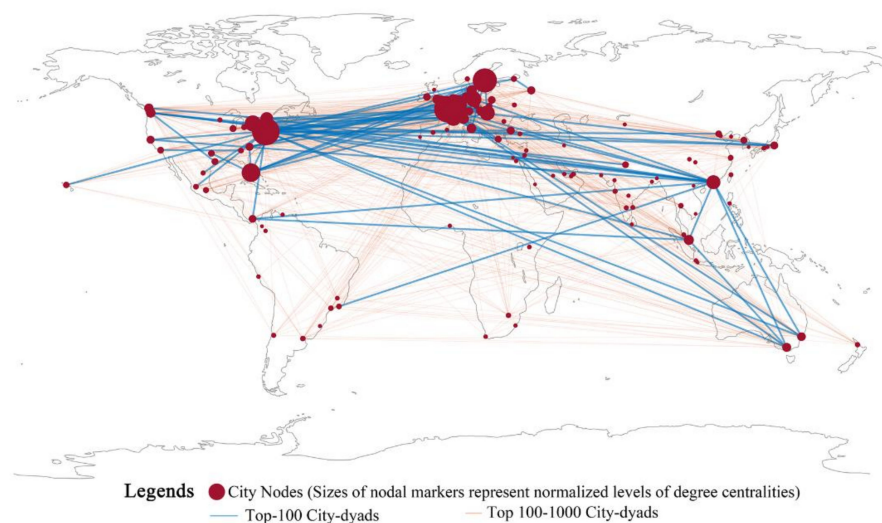 Legends City Nodes (Sizes of nodal markers represent normalized levels of degree centralities)
Top-100 City-dyads Top 100-1000 City-dyads